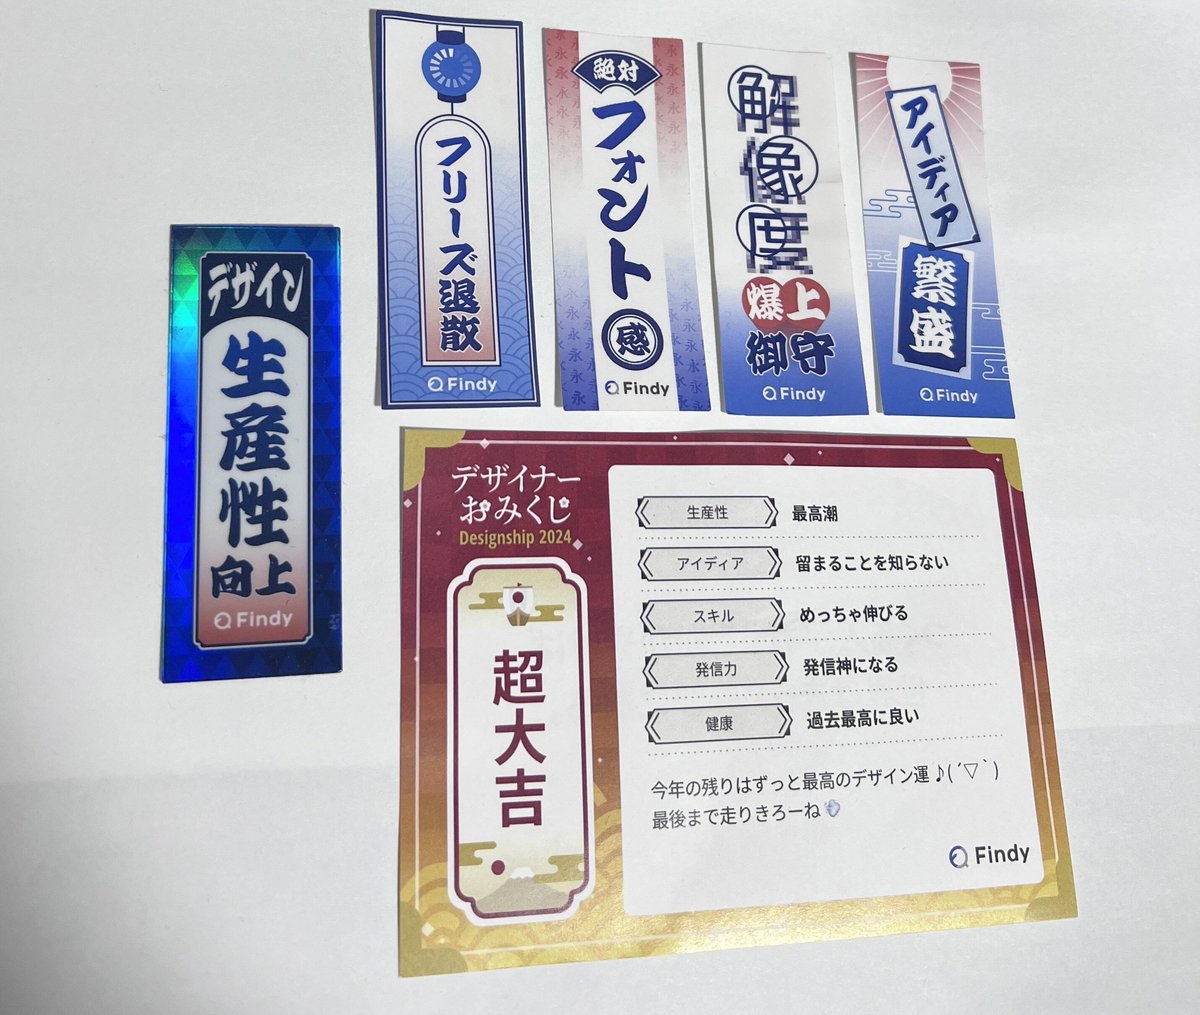 デザイン
生産性
向上
Findy
フリーズ退散
Findy
絶対
フォント
感
Findy
解像度
爆上
御守
Findy
アイディア
繁盛
Findy
デザイナー
おみくじ
Designship 2024
超大吉
生産性 最高潮
アイディア 留まることを知らない
スキル めっちゃ伸びる
発信力 発信神になる
健康 過去最高に良い
今年の残りはずっと最高のデザイン運♪(´▽`)
最後まで走りきろーね
Findy